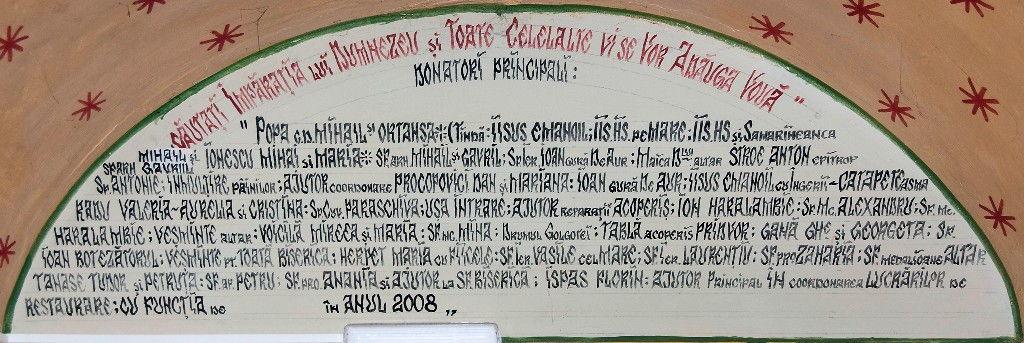 "CĂUTAȚI ÎMPĂRĂȚIA LUI DUMNEZEU și TOATE CELELALTE VI SE VOR ADĂUGA VOUĂ"
DONATORI PRINCIPALI:
"POPA MIHAIL și ORTANSA: IISUS EMANOIL: IIS HS. PE MARE: IIS HS și SAMARINEANCA
MIHAIL și GAVRIIL IONESCU MIHAI și MARIA: SF. ARH. MIHAIL și GAVRIL: SF. IER. IOAN GURĂ DE AUR: MAICA ALTAR STROE ANTON EPITROP
SF. ANTONIE: INMULȚIRE PÂINILOR: AJUTOR COORDONARE PROCOPOVICI DAN și MARIANA: IOAN GURĂ DE AUR: IISUS EMANOIL CU ÎNGERII - CATAPETEASMA
RADU VALERIA - AURELIA și CRISTINA: SF. CUV. PARASCHIVA: UȘA INTRARE: AJUTOR REPARAȚII ACOPERIȘ: ION HARALAMBIE: SF. MC. ALEXANDRU: SF. MC.
HARALAMBIE: VEȘMINTE ALTAR: VOICILĂ MIRCEA și MARIA: SF. MC. MINA: DRUMUL GOLGOTEI: TABLĂ ACOPERIȘ PRIDVOR: GANĂ GHE și GEORGETA: SF.
IOAN BOTEZĂTORUL: VEȘMINTE PT. TOATĂ BISERICA: HERPET MARIA CU FIICELE: SF. IER. VASILE CEL MARE: SF. IER. LAURENȚIU: SF. PRO ZAHARIA: SF. MEDALIOANE ALTAR
TANASE TUDOR și PETRUȚA: SF. AP. PETRU: SF. PRO. ANANIA și AJUTOR LA SF. BISERICĂ: ISPAS FLORIN: AJUTOR PRINCIPAL ÎN COORDONAREA LUCRĂRILOR DE
RESTAURARE: CU FUNCȚIA DE ÎN ANUL 2008 „